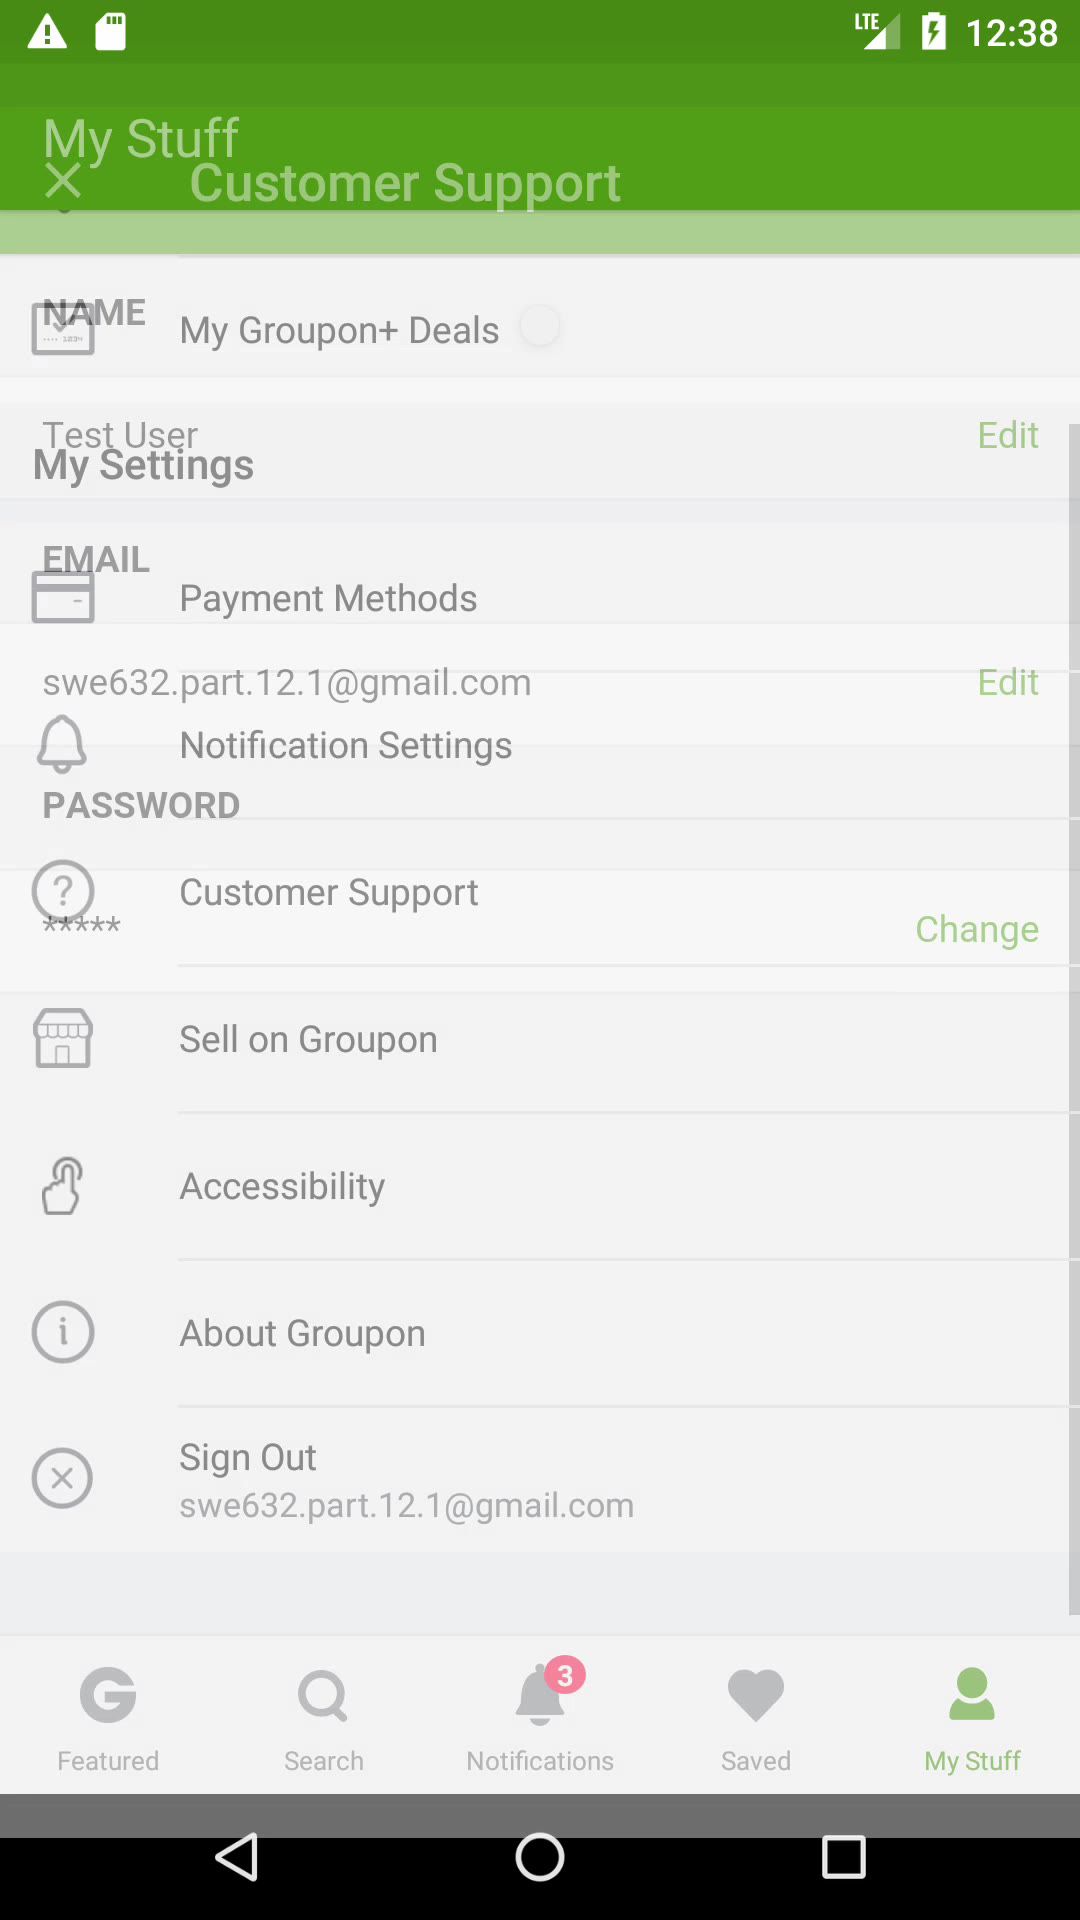 LTE 12:38
My Stuff
Customer Support
NAME
My Groupon+ Deals
Test User Edit
My Settings
EMAIL
Payment Methods
swe632.part.12.1@gmail.com Edit
Notification Settings
PASSWORD
Customer Support
***** Change
Sell on Groupon
Accessibility
About Groupon
Sign Out
swe632.part.12.1@gmail.com
3
Featured Search Notifications Saved My Stuff